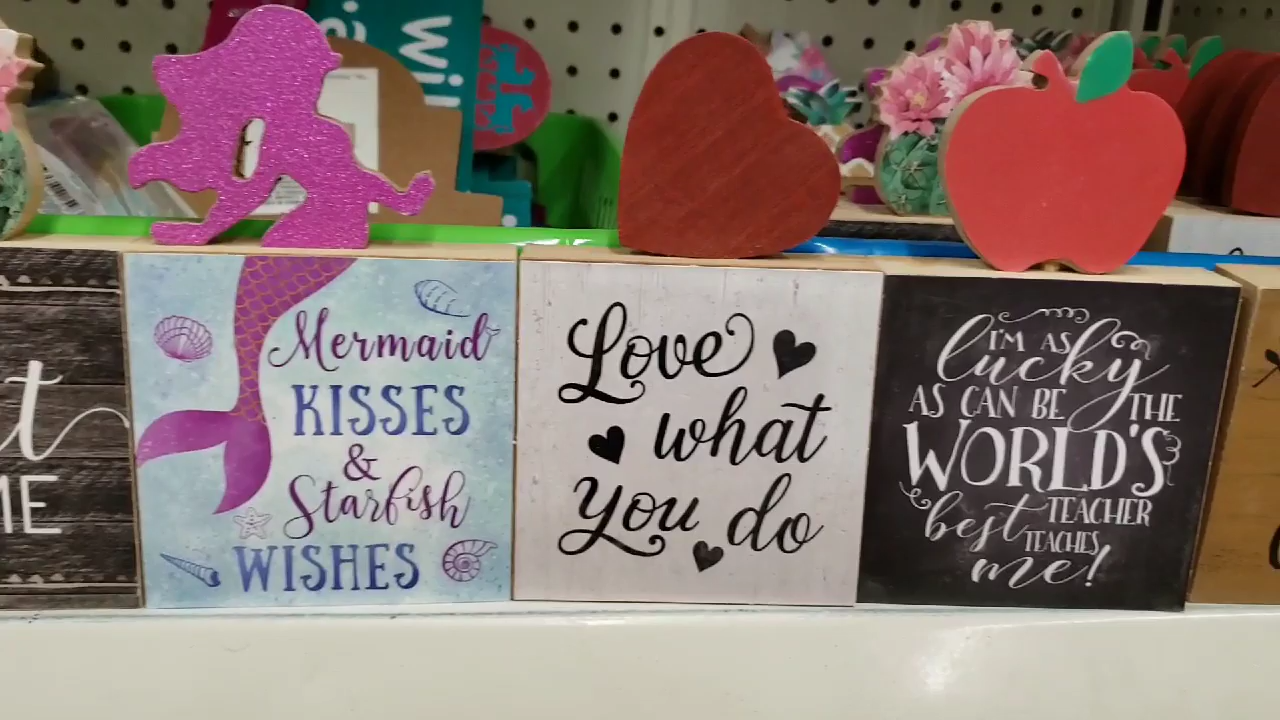 Mermaid
KISSES
&
Starfish
WISHES
Love
what
you do
I'M AS
lucky
AS CAN BE THE
WORLD'S
best TEACHER
TEACHES
me!